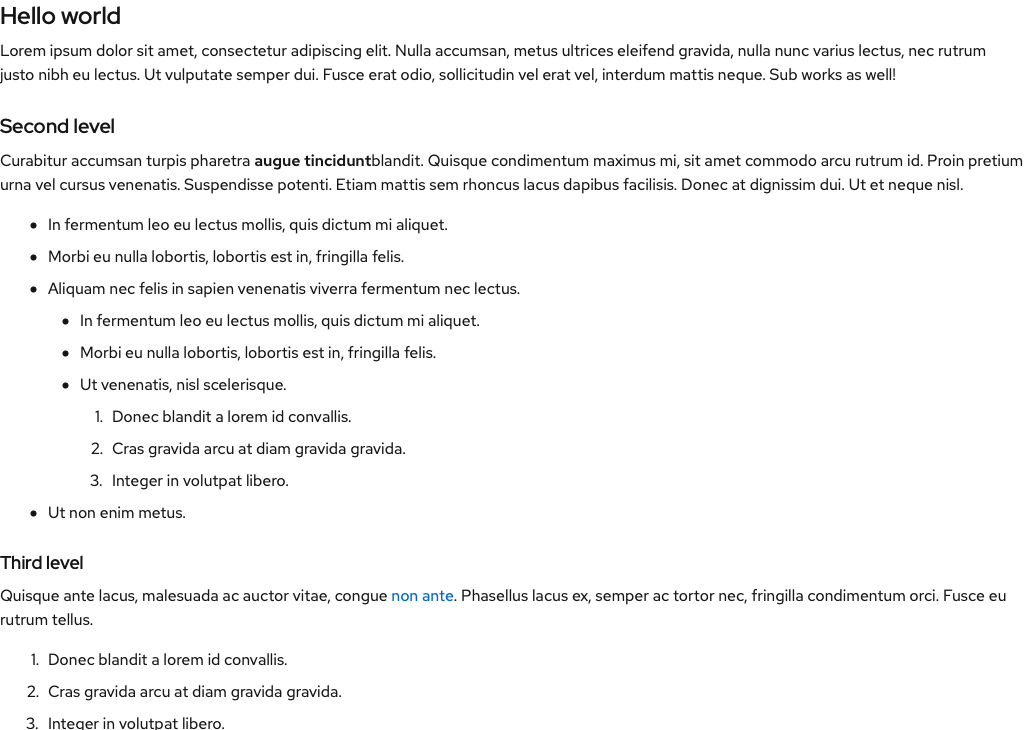 Hello world
Lorem ipsum dolor sit amet, consectetur adipiscing elit. Nulla accumsan, metus ultrices eleifend gravida, nulla nunc varius lectus, nec rutrum
justo nibh eu lectus. Ut vulputate semper dui. Fusce erat odio, sollicitudin vel erat vel, interdum mattis neque. Sub works as well!
Second level
Curabitur accumsan turpis pharetra augue tinciduntblandit. Quisque condimentum maximus mi, sit amet commodo arcu rutrum id. Proin pretium
urna vel cursus venenatis. Suspendisse potenti. Etiam mattis sem rhoncus lacus dapibus facilisis. Donec at dignissim dui. Ut et neque nisl.
• In fermentum leo eu lectus mollis, quis dictum mi aliquet.
• Morbi eu nulla lobortis, lobortis est in, fringilla felis.
• Aliquam nec felis in sapien venenatis viverra fermentum nec lectus.
• In fermentum leo eu lectus mollis, quis dictum mi aliquet.
• Morbi eu nulla lobortis, lobortis est in, fringilla felis.
• Ut venenatis, nisl scelerisque.
1. Donec blandit a lorem id convallis.
2. Cras gravida arcu at diam gravida gravida.
3. Integer in volutpat libero.
• Ut non enim metus.
Third level
Quisque ante lacus, malesuada ac auctor vitae, congue non ante. Phasellus lacus ex, semper ac tortor nec, fringilla condimentum orci. Fusce eu
rutrum tellus.
1. Donec blandit a lorem id convallis.
2. Cras gravida arcu at diam gravida gravida.
3. Integer in volutpat libero.